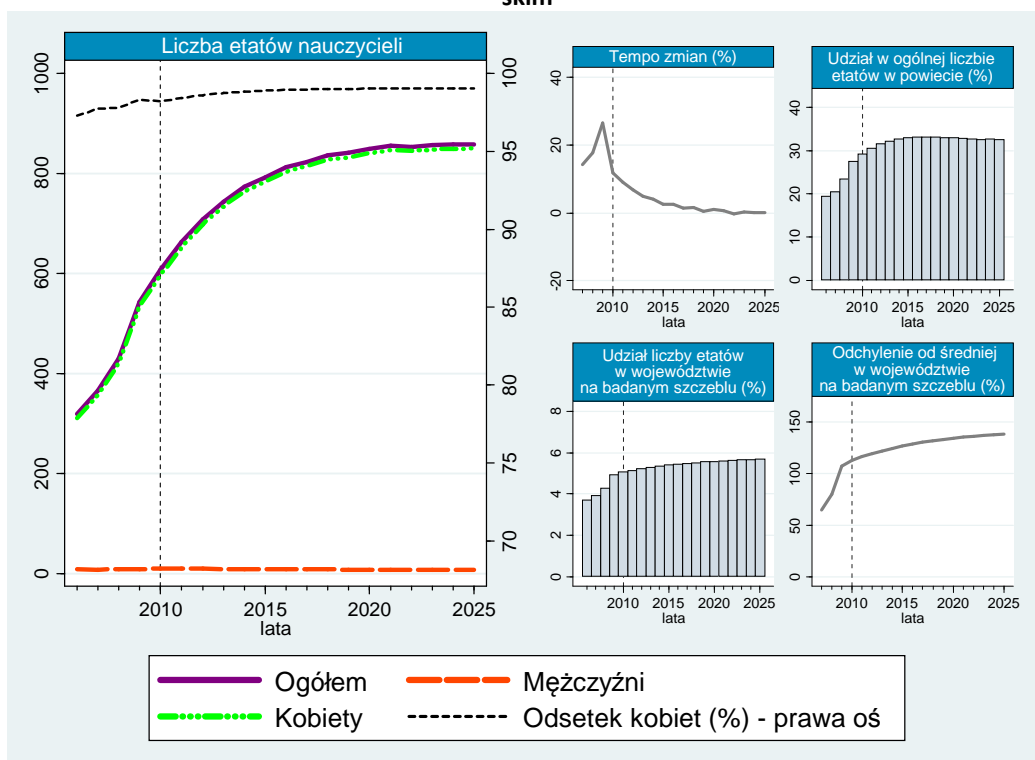 skim
Liczba etatów nauczycieli
1000
800
600
400
200
0
100
95
90
85
80
75
70
2010
2015
2020
2025
lata
Tempo zmian (%)
40
20
0
-20
2010
2015
2020
2025
lata
Udział w ogólnej liczbie
etatów w powiecie (%)
40
30
20
10
0
2010
2015
2020
2025
lata
Udział liczby etatów
w województwie
na badanym szczeblu (%)
8
6
4
2
0
2010
2015
2020
2025
lata
Odchylenie od średniej
w województwie
na badanym szczeblu (%)
150
100
50
0
2010
2015
2020
2025
lata
Ogółem
Mężczyźni
Kobiety
Odsetek kobiet (%) - prawa oś